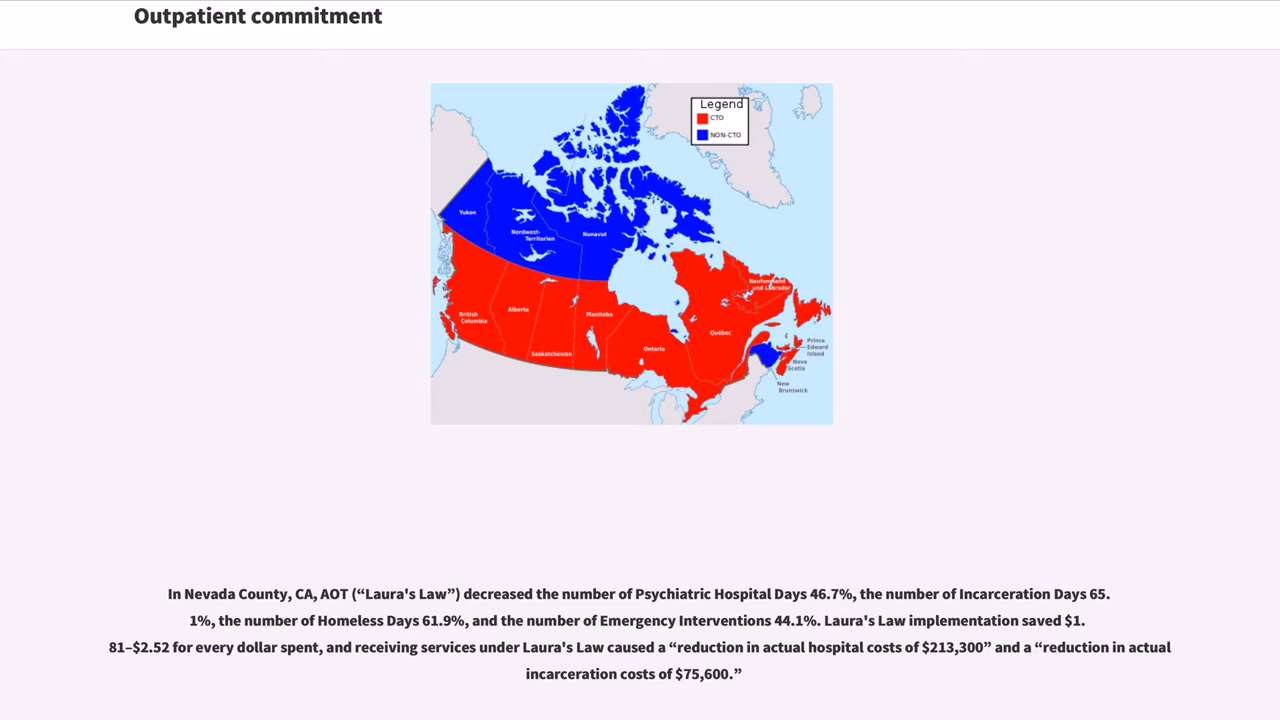 Outpatient commitment
Legend
CTO
NON-CTO
Yukon
Nordwest-
Territorien
Nunavut
Neufundland
und Labrador
British
Columbia
Alberta
Saskatchewan
Manitoba
Ontario
Québec
Prince
Edward
Island
Nova
Scotia
New
Brunswick
In Nevada County, CA, AOT (“Laura's Law”) decreased the number of Psychiatric Hospital Days 46.7%, the number of Incarceration Days 65.
1%, the number of Homeless Days 61.9%, and the number of Emergency Interventions 44.1%. Laura's Law implementation saved $1.
81–$2.52 for every dollar spent, and receiving services under Laura's Law caused a “reduction in actual hospital costs of $213,300” and a “reduction in actual
incarceration costs of $75,600.”